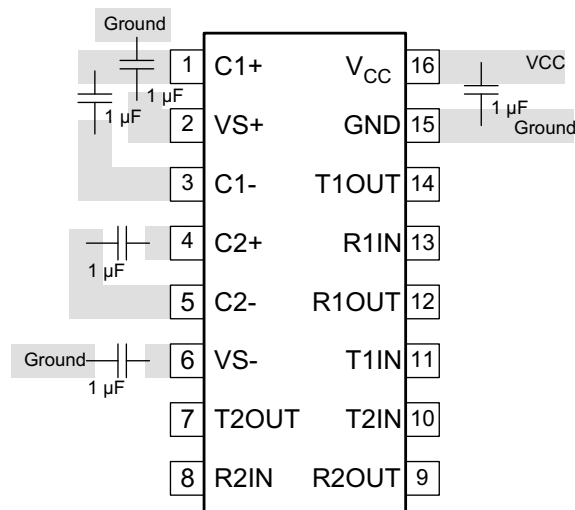 Ground
1 C1+ VCC 16 VCC
1 µF
1 µF
1 µF
2 VS+ GND 15 Ground
3 C1- T1OUT 14
4 C2+ R1IN 13
1 µF
5 C2- R1OUT 12
Ground 6 VS- T1IN 11
1 µF
7 T2OUT T2IN 10
8 R2IN R2OUT 9